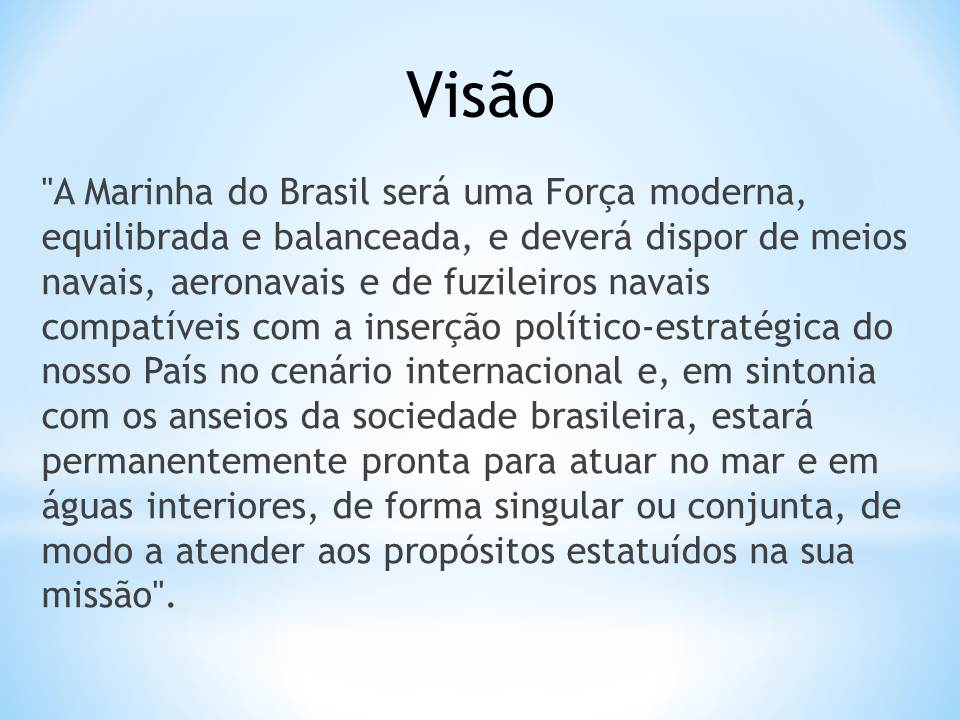 Visão
"A Marinha do Brasil será uma Força moderna,
equilibrada e balanceada, e deverá dispor de meios
navais, aeronavais e de fuzileiros navais
compatíveis com a inserção político-estratégica do
nosso País no cenário internacional e, em sintonia
com os anseios da sociedade brasileira, estará
permanentemente pronta para atuar no mar e em
águas interiores, de forma singular ou conjunta, de
modo a atender aos propósitos estatuídos na sua
missão".